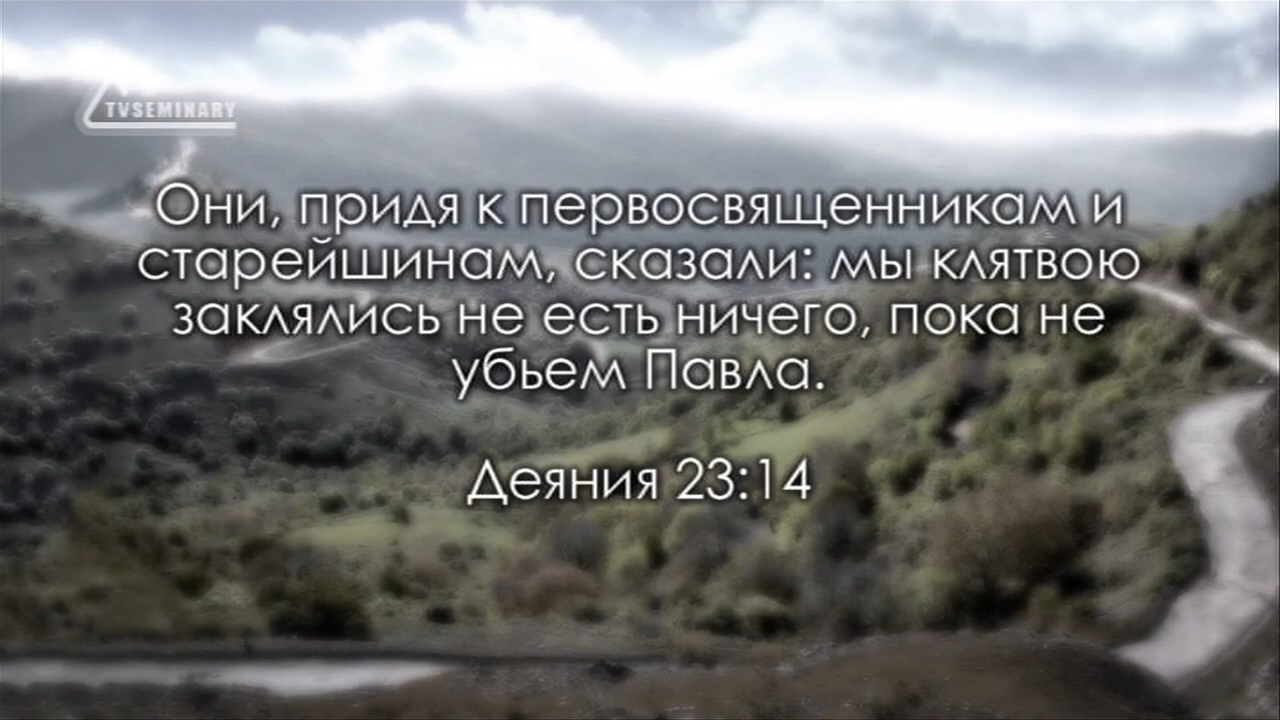 TVSEMINARY
Они, придя к первосвященникам и
старейшинам, сказали: мы клятвою
заклялись не есть ничего, пока не
убьем Павла.
Деяния 23:14